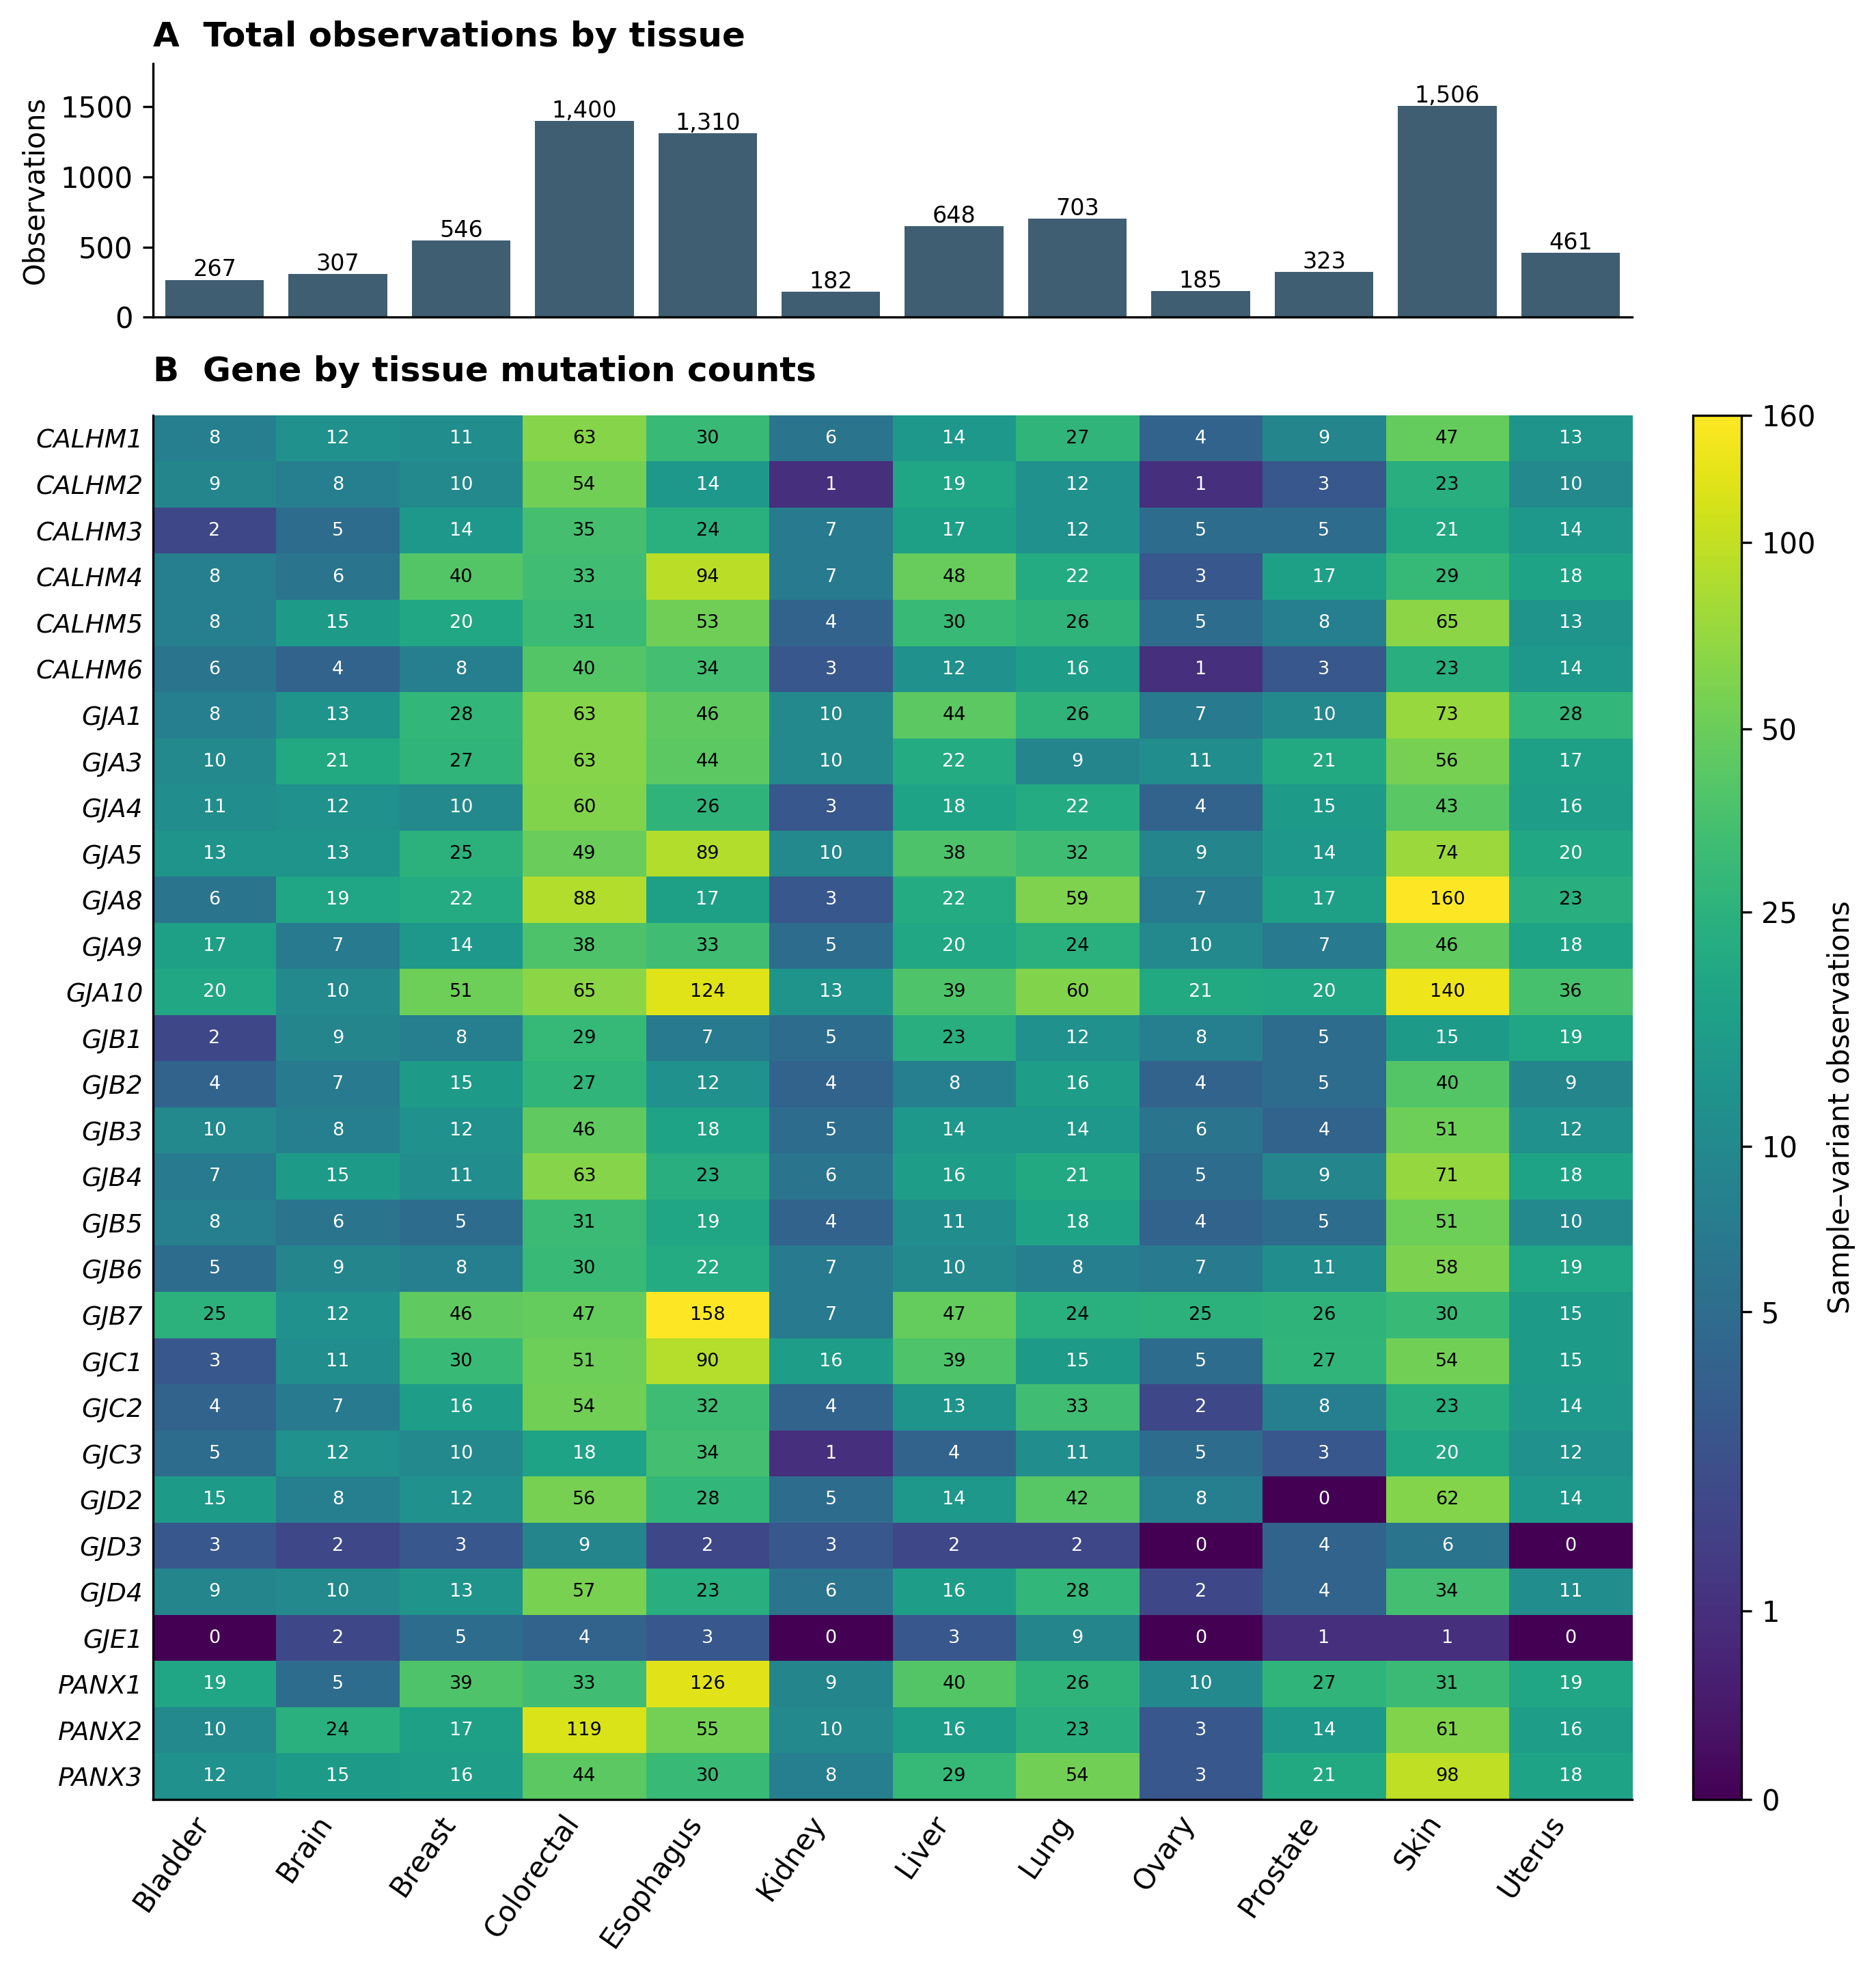 A Total observations by tissue
Observations
1500
1000
500
0
267 307 546 1,400 1,310 182 648 703 185 323 1,506 461
B Gene by tissue mutation counts
CALHM1 8 12 11 63 30 6 14 27 4 9 47 13
CALHM2 9 8 10 54 14 1 19 12 1 3 23 10
CALHM3 2 5 14 35 24 7 17 12 5 5 21 14
CALHM4 8 6 40 33 94 7 48 22 3 17 29 18
CALHM5 8 15 20 31 53 4 30 26 5 8 65 13
CALHM6 6 4 8 40 34 3 12 16 1 3 23 14
GJA1 8 13 28 63 46 10 44 26 7 10 73 28
GJA3 10 21 27 63 44 10 22 9 11 21 56 17
GJA4 11 12 10 60 26 3 18 22 4 15 43 16
GJA5 13 13 25 49 89 10 38 32 9 14 74 20
GJA8 6 19 22 88 17 3 22 59 7 17 160 23
GJA9 17 7 14 38 33 5 20 24 10 7 46 18
GJA10 20 10 51 65 124 13 39 60 21 20 140 36
GJB1 2 9 8 29 7 5 23 12 8 5 15 19
GJB2 4 7 15 27 12 4 8 16 4 5 40 9
GJB3 10 8 12 46 18 5 14 14 6 4 51 12
GJB4 7 15 11 63 23 6 16 21 5 9 71 18
GJB5 8 6 5 31 19 4 11 18 4 5 51 10
GJB6 5 9 8 30 22 7 10 8 7 11 58 19
GJB7 25 12 46 47 158 7 47 24 25 26 30 15
GJC1 3 11 30 51 90 16 39 15 5 27 54 15
GJC2 4 7 16 54 32 4 13 33 2 8 23 14
GJC3 5 12 10 18 34 1 4 11 5 3 20 12
GJD2 15 8 12 56 28 5 14 42 8 0 62 14
GJD3 3 2 3 9 2 3 2 2 0 4 6 0
GJD4 9 10 13 57 23 6 16 28 2 4 34 11
GJE1 0 2 5 4 3 0 3 9 0 1 1 0
PANX1 19 5 39 33 126 9 40 26 10 27 31 19
PANX2 10 24 17 119 55 10 16 23 3 14 61 16
PANX3 12 15 16 44 30 8 29 54 3 21 98 18
Bladder Brain Breast Colorectal Esophagus Kidney Liver Lung Ovary Prostate Skin Uterus
160
100
50
25
10
5
1
0
Sample–variant observations